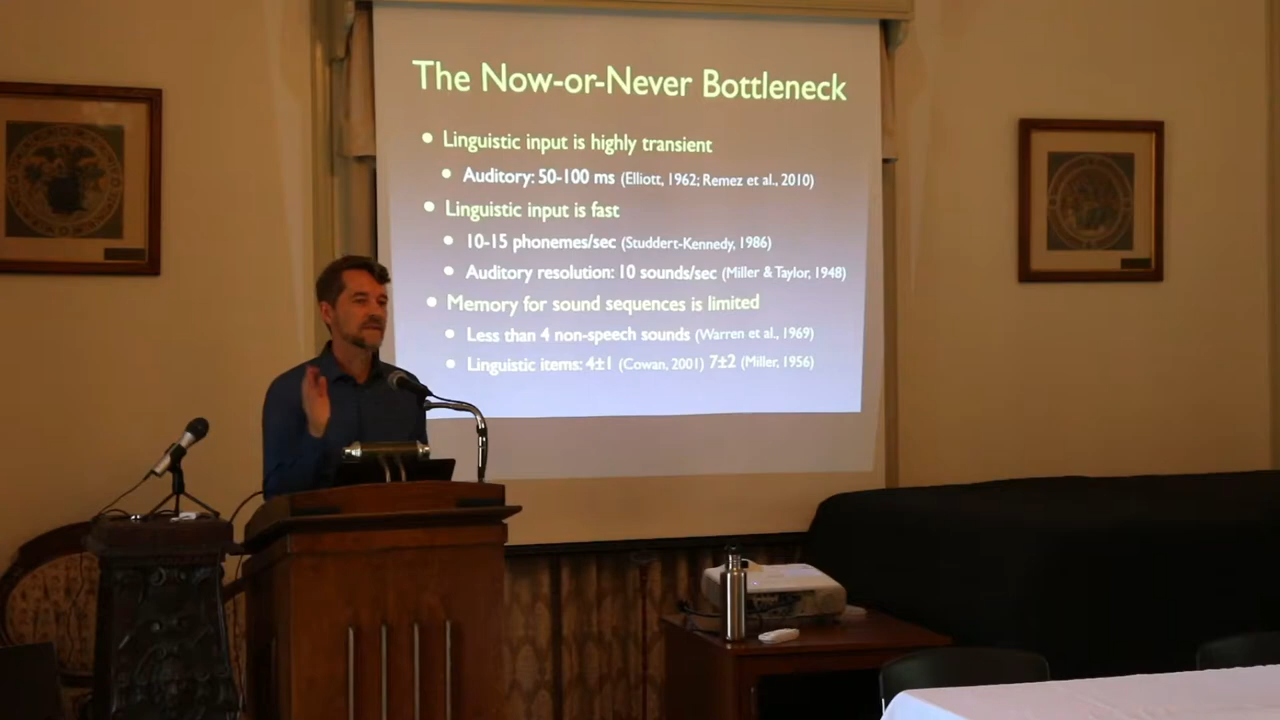 The Now-or-Never Bottleneck
• Linguistic input is highly transient
• Auditory: 50-100 ms (Elliott, 1962; Remez et al., 2010)
• Linguistic input is fast
• 10-15 phonemes/sec (Studdert-Kennedy, 1986)
• Auditory resolution: 10 sounds/sec (Miller & Taylor, 1948)
• Memory for sound sequences is limited
• Less than 4 non-speech sounds (Warren et al., 1969)
• Linguistic items: 4±1 (Cowan, 2001) 7±2 (Miller, 1956)